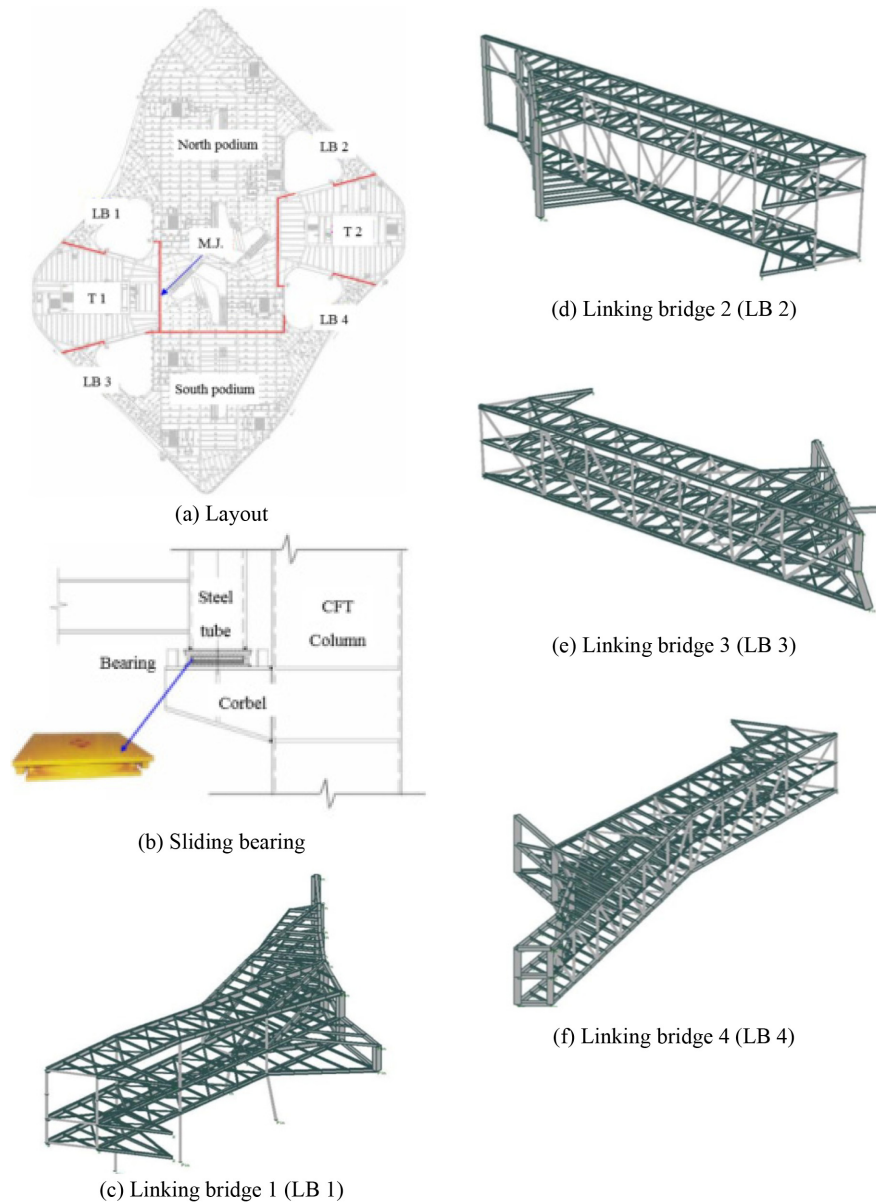 North podium
LB 2
LB 1
M.J.
T 2
T 1
LB 4
LB 3
South podium
(a) Layout
Steel
tube
CFT
Column
Bearing
Corbel
(b) Sliding bearing
(c) Linking bridge 1 (LB 1)
(d) Linking bridge 2 (LB 2)
(e) Linking bridge 3 (LB 3)
(f) Linking bridge 4 (LB 4)